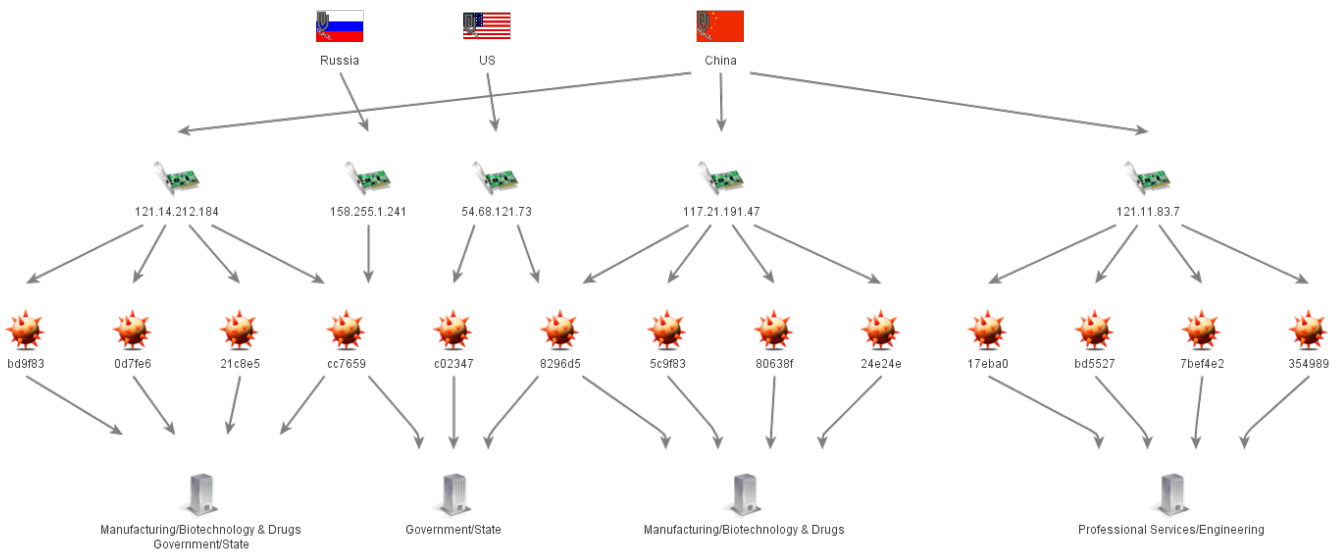 Russia
US
China
121.14.212.184
158.255.1.241
54.68.121.73
117.21.191.47
121.11.83.7
bd9f83
0d7fe6
21c8e5
cc7659
c02347
8296d5
5c9f83
80638f
24e24e
17eba0
bd5527
7bef4e2
354989
Manufacturing/Biotechnology & Drugs
Government/State
Government/State
Manufacturing/Biotechnology & Drugs
Professional Services/Engineering